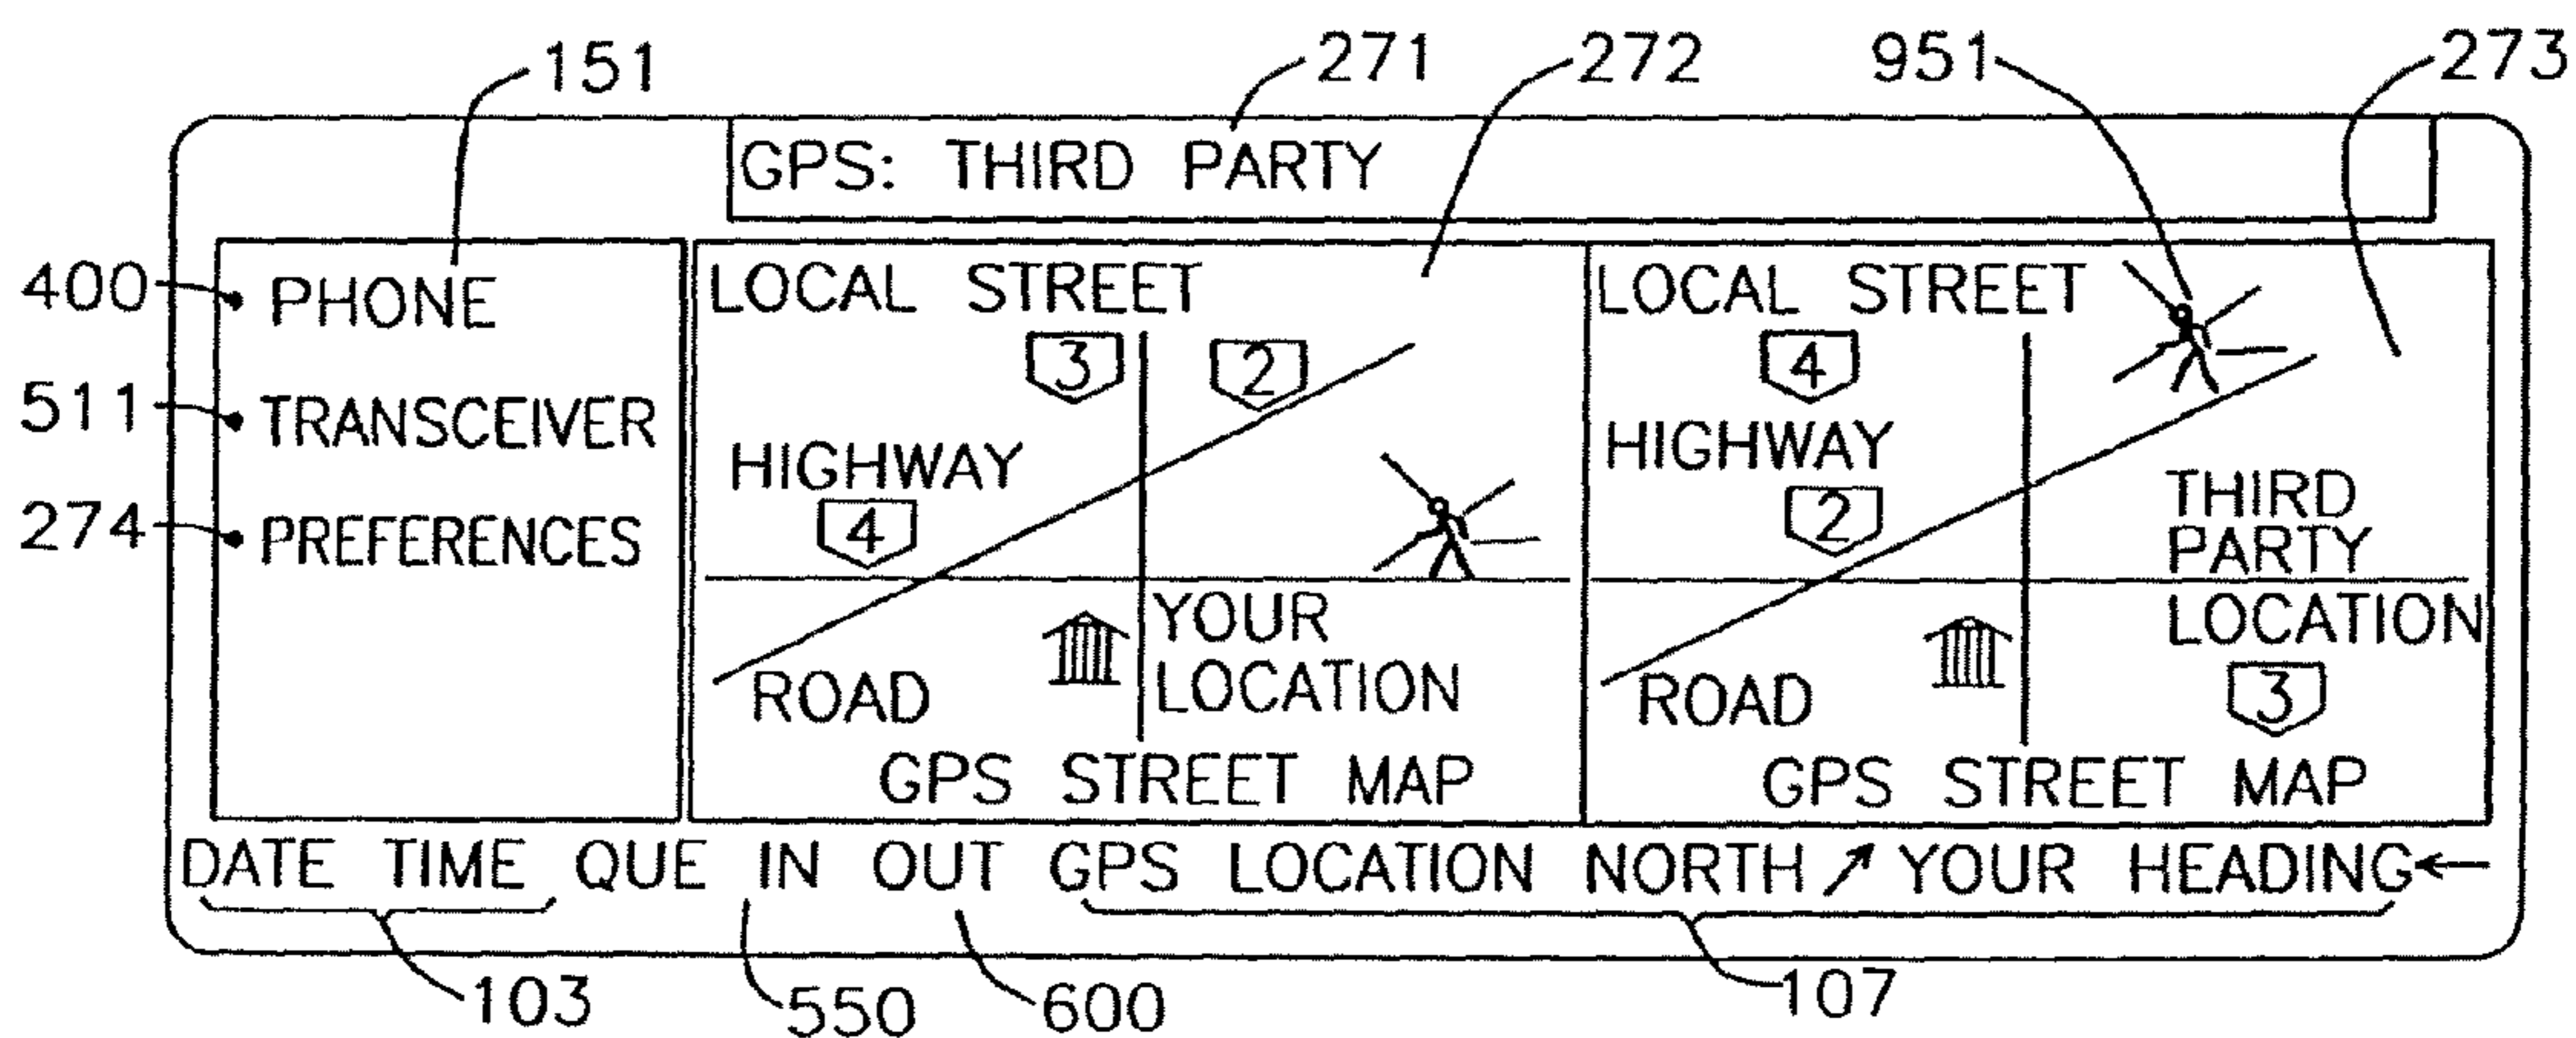 151 271 272 951 273
GPS: THIRD PARTY
400 PHONE
511 TRANSCEIVER
274 PREFERENCES
LOCAL STREET
3 2
HIGHWAY
4
YOUR
LOCATION
ROAD
GPS STREET MAP
LOCAL STREET
4
HIGHWAY
2
THIRD
PARTY
LOCATION
3
ROAD
GPS STREET MAP
DATE TIME QUE IN OUT GPS LOCATION NORTH ↗ YOUR HEADING ←
103 550 600 107